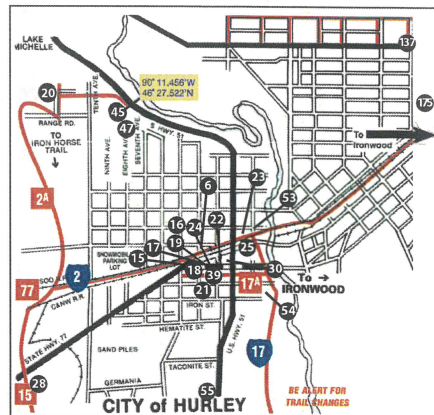 LAKE
MICHELLE
137
20
TENTH AVE.
90° 11.456'W
46° 27.522'N
45
175
RANGE RD.
47
S HWY. 51
TO
IRON HORSE
TRAIL
NINTH AVE.
EIGHTH AVE.
SEVENTH AVE.
To
Ironwood
2A
6
23
53
16
24
22
17
19
SNOWMOBILE
PARKING
LOT
15
25
18
39
30
SOO
2
77
17A
To
IRONWOOD
C&NW R.R.
21
IRON ST.
54
STATE HWY. 77
HEMATITE ST.
SAND PILES
TACONITE ST.
U.S. HWY. 51
17
28
15
GERMANIA
55
BE ALERT FOR
TRAIL CHANGES
CITY of HURLEY